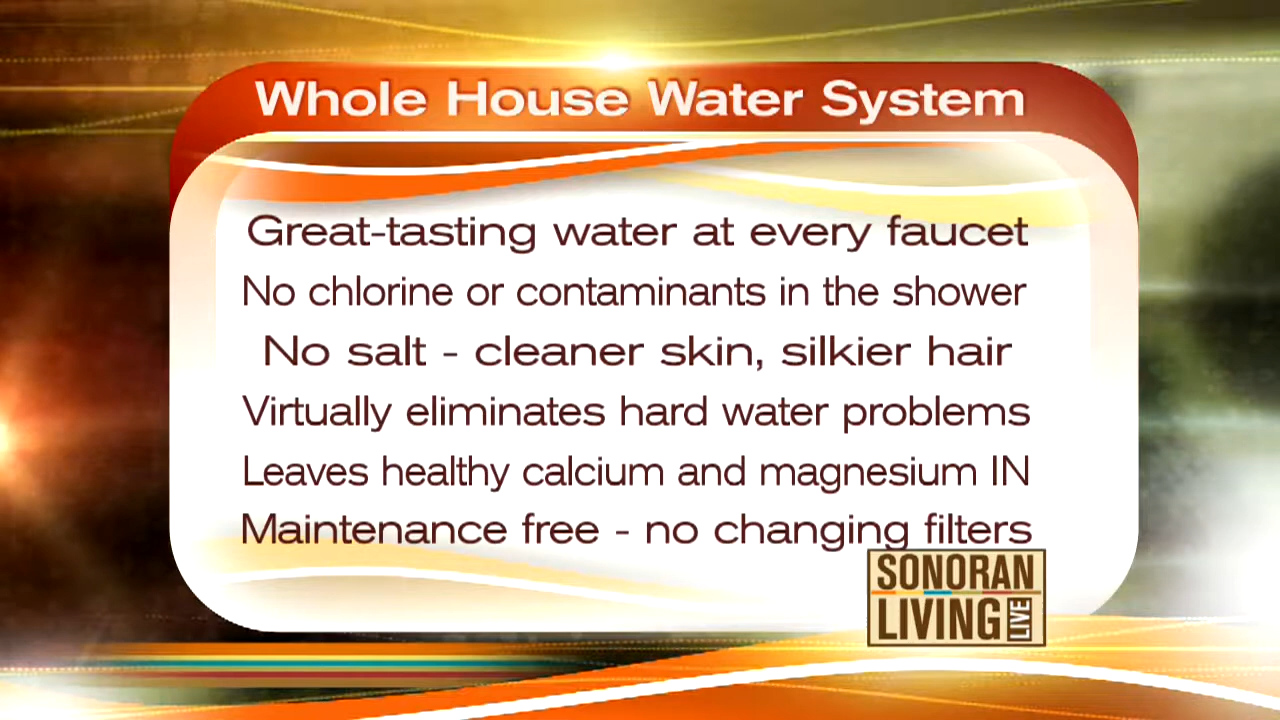 Whole House Water System
Great-tasting water at every faucet
No chlorine or contaminants in the shower
No salt - cleaner skin, silkier hair
Virtually eliminates hard water problems
Leaves healthy calcium and magnesium IN
Maintenance free - no changing filters
SONORAN
LIVING LIVE